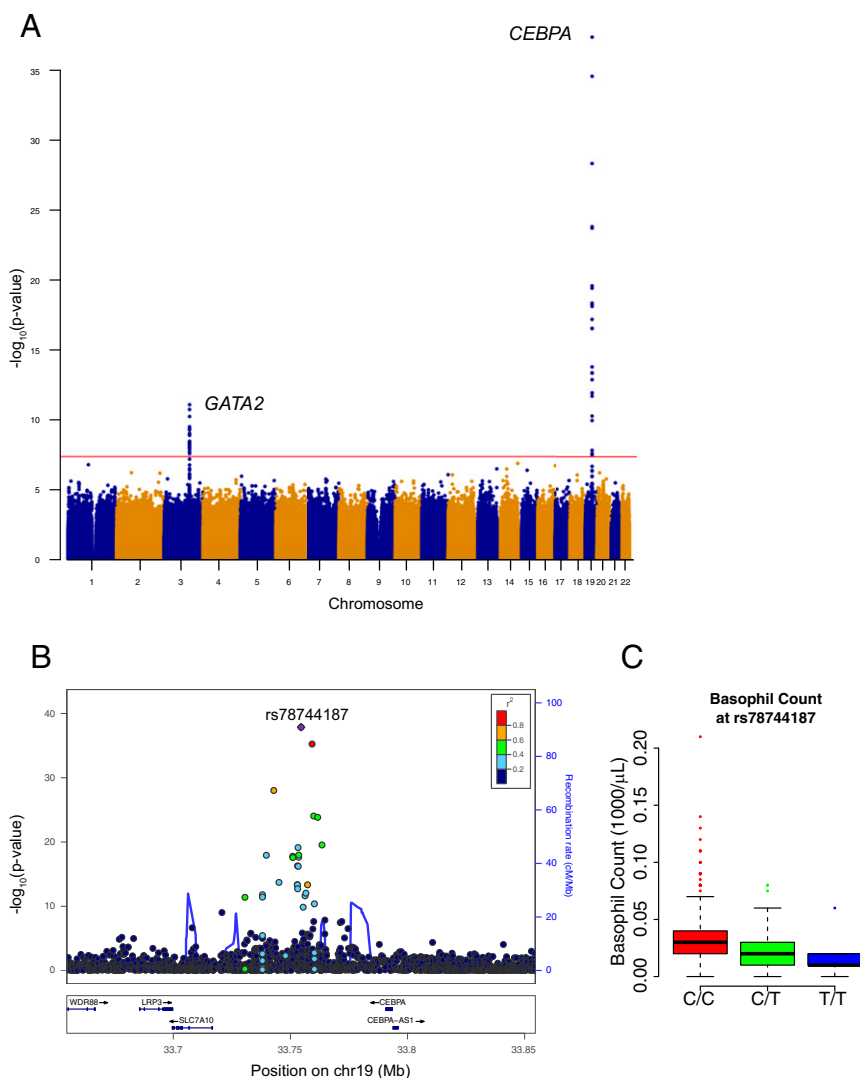 A
CEBPA
GATA2
-log10(p-value)
35
30
25
20
15
10
5
0
1 2 3 4 5 6 7 8 9 10 11 12 13 14 15 16 17 18 19 20 21 22
Chromosome
B
rs78744187
r2
0.8
0.6
0.4
0.2
-log10(p-value)
40
30
20
10
0
Recombination rate (cM/Mb)
100
80
60
40
20
0
WDR88 LRP3 CEBPA
SLC7A10 CEBPA-AS1
33.7 33.75 33.8 33.85
Position on chr19 (Mb)
C
Basophil Count
at rs78744187
Basophil Count (1000/μL)
0.20
0.15
0.10
0.05
0.00
C/C C/T T/T